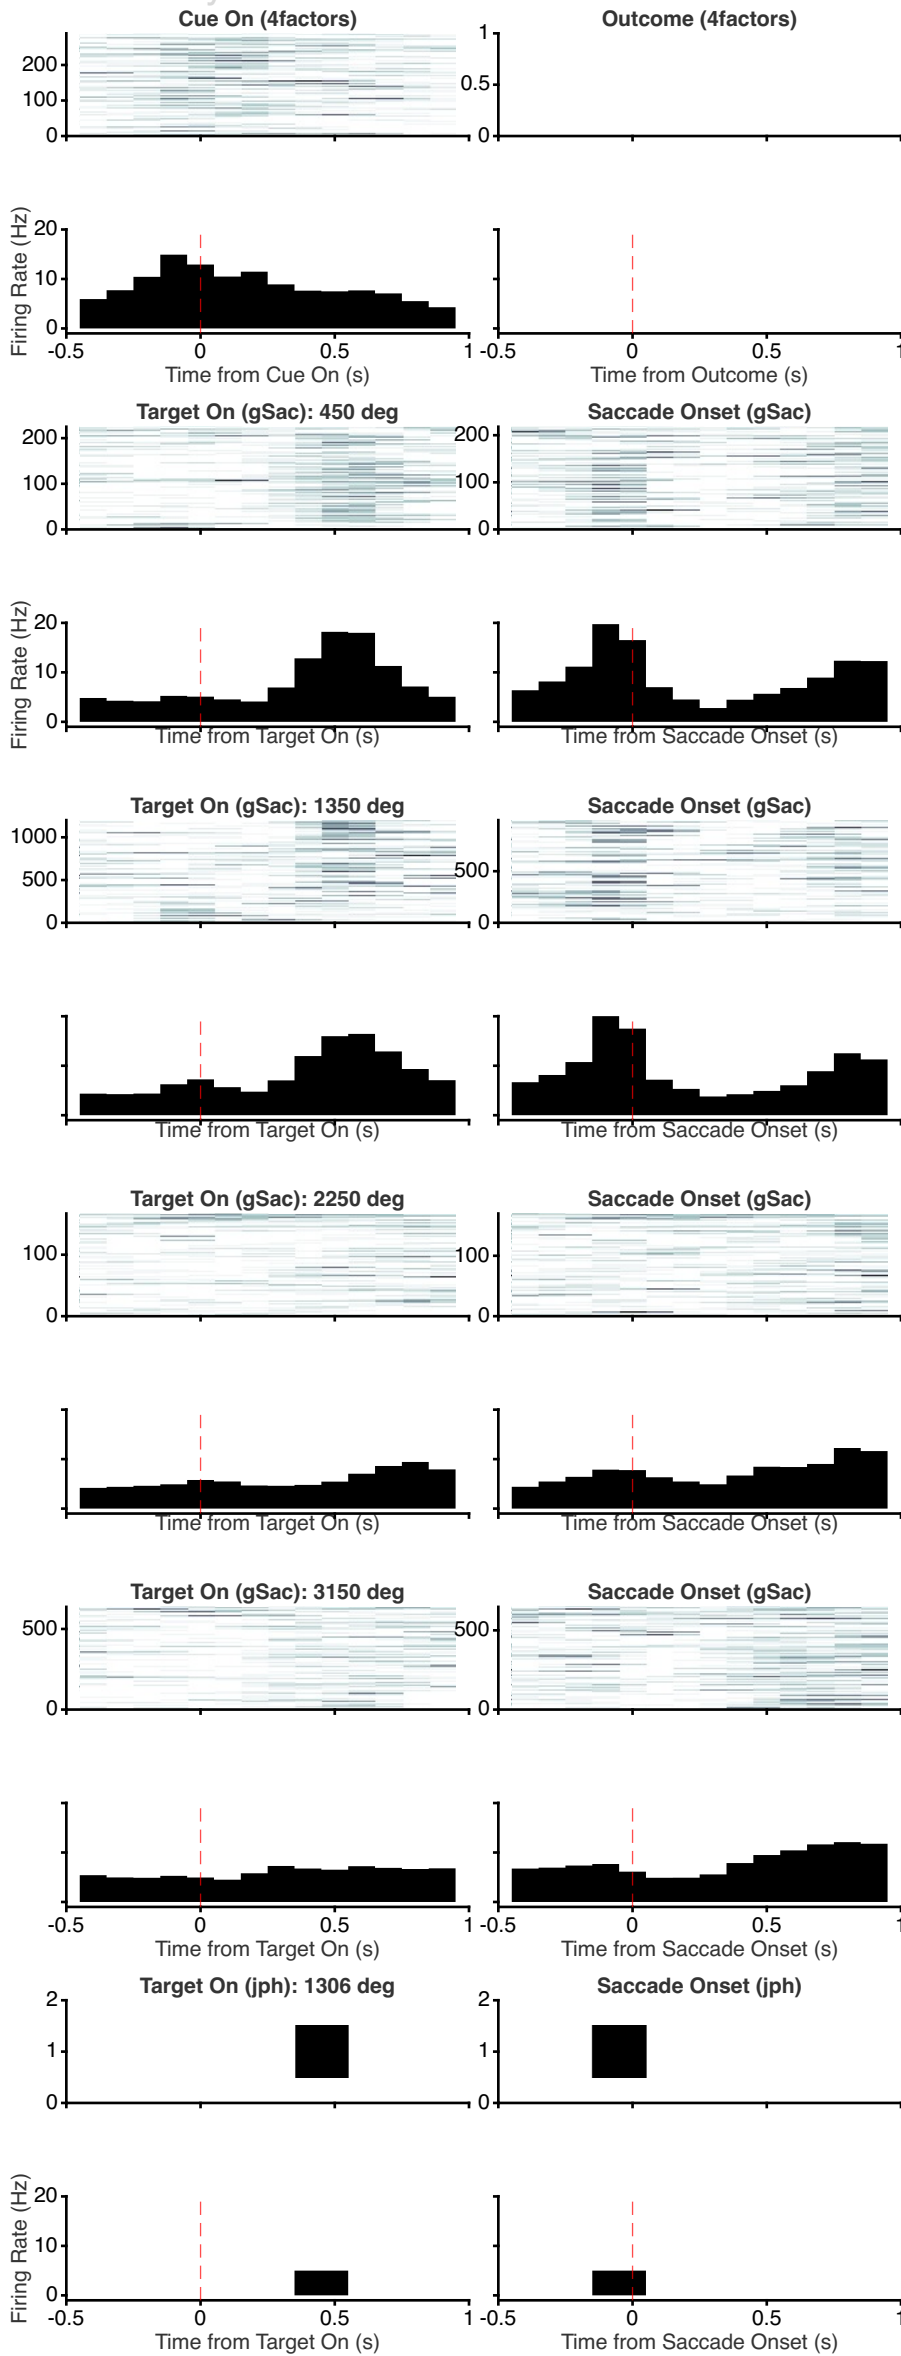 Cue On (4factors) Outcome (4factors)
200
100
0
1
0.5
0
Firing Rate (Hz)
20
10
0
-0.5 0 0.5 1 -0.5 0 0.5 1
Time from Cue On (s) Time from Outcome (s)
Target On (gSac): 450 deg Saccade Onset (gSac)
200
100
0
200
100
0
Firing Rate (Hz)
20
10
0
Time from Target On (s) Time from Saccade Onset (s)
Target On (gSac): 1350 deg Saccade Onset (gSac)
1000
500
0
500
0
Time from Target On (s) Time from Saccade Onset (s)
Target On (gSac): 2250 deg Saccade Onset (gSac)
100
0
100
0
Time from Target On (s) Time from Saccade Onset (s)
Target On (gSac): 3150 deg Saccade Onset (gSac)
500
0
500
0
-0.5 0 0.5 1 -0.5 0 0.5 1
Time from Target On (s) Time from Saccade Onset (s)
Target On (jph): 1306 deg Saccade Onset (jph)
2
1
0
2
1
0
Firing Rate (Hz)
20
10
0
-0.5 0 0.5 1 -0.5 0 0.5 1
Time from Target On (s) Time from Saccade Onset (s)